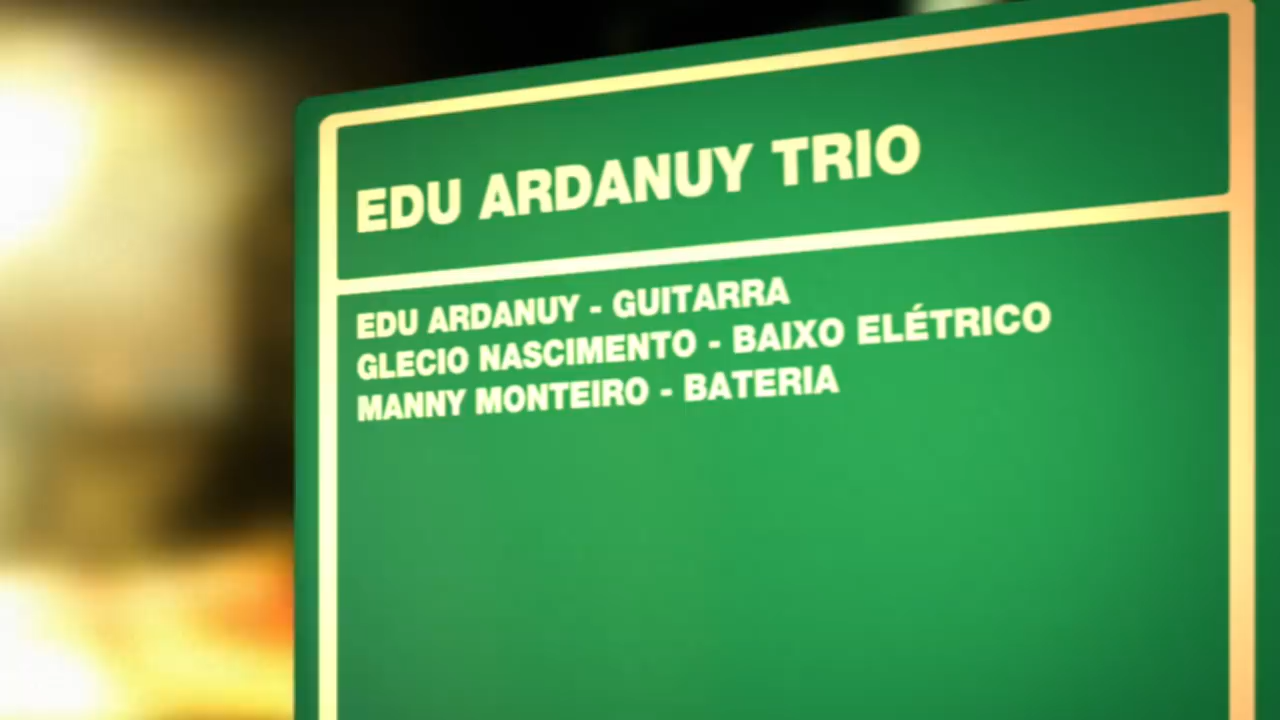 EDU ARDANUY TRIO
EDU ARDANUY - GUITARRA
GLECIO NASCIMENTO - BAIXO ELÉTRICO
MANNY MONTEIRO - BATERIA